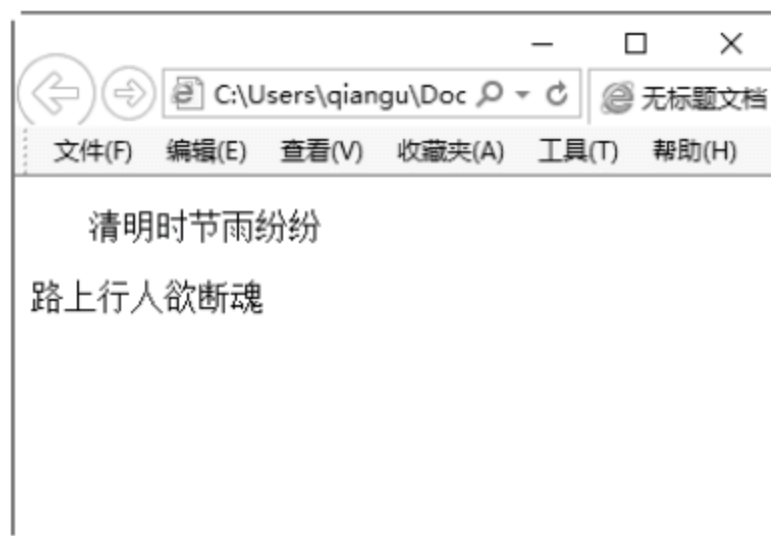 C:\Users\qiangu\Doc
无标题文档
文件(F) 编辑(E) 查看(V) 收藏夹(A) 工具(T) 帮助(H)
清明时节雨纷纷
路上行人欲断魂